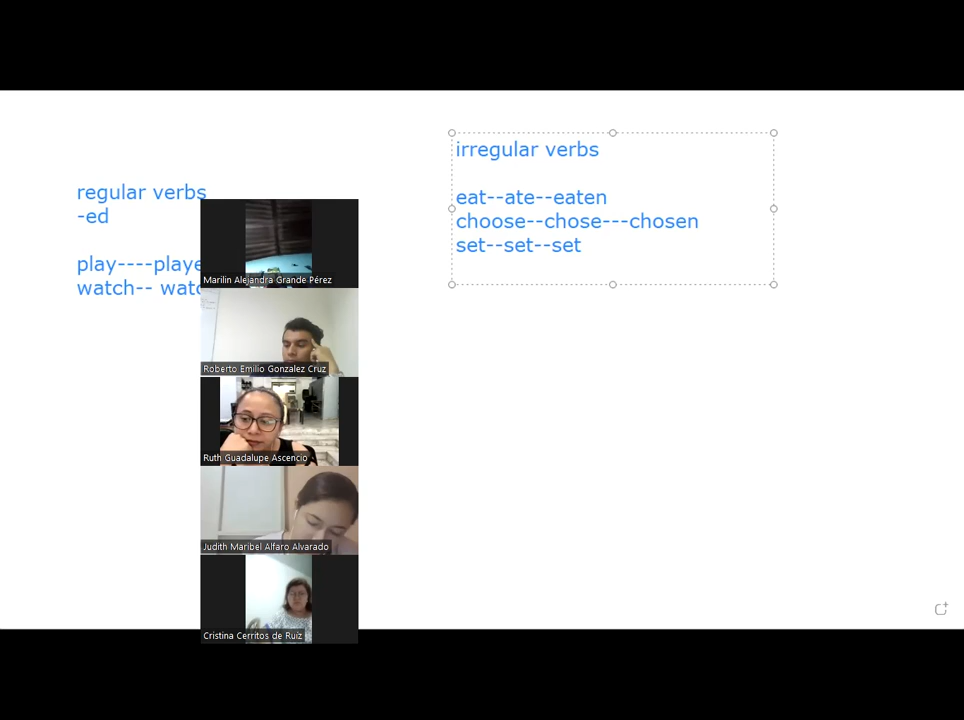 regular verbs
-ed
play----playe
watch-- watc
irregular verbs
eat--ate--eaten
choose--chose---chosen
set--set--set
Marilin Alejandra Grande Pérez
Roberto Emilio Gonzalez Cruz
Ruth Guadalupe Ascencio
Judith Maribel Alfaro Alvarado
Cristina Cerritos de Ruiz